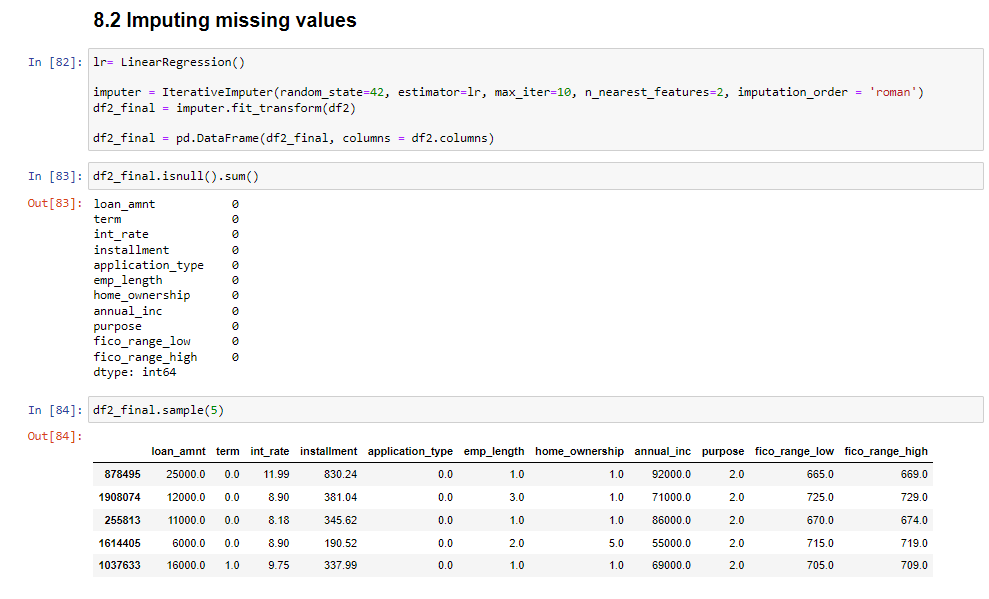 8.2 Imputing missing values
In [82]: lr= LinearRegression()
imputer = IterativeImputer(random_state=42, estimator=lr, max_iter=10, n_nearest_features=2, imputation_order = 'roman')
df2_final = imputer.fit_transform(df2)
df2_final = pd.DataFrame(df2_final, columns = df2.columns)
In [83]: df2_final.isnull().sum()
Out[83]: loan_amnt 0
term 0
int_rate 0
installment 0
application_type 0
emp_length 0
home_ownership 0
annual_inc 0
purpose 0
fico_range_low 0
fico_range_high 0
dtype: int64
In [84]: df2_final.sample(5)
Out[84]:
loan_amnt term int_rate installment application_type emp_length home_ownership annual_inc purpose fico_range_low fico_range_high
878495 25000.0 0.0 11.99 830.24 0.0 1.0 1.0 92000.0 2.0 665.0 669.0
1908074 12000.0 0.0 8.90 381.04 0.0 3.0 1.0 71000.0 2.0 725.0 729.0
255813 11000.0 0.0 8.18 345.62 0.0 1.0 1.0 86000.0 2.0 670.0 674.0
1614405 6000.0 0.0 8.90 190.52 0.0 2.0 5.0 55000.0 2.0 715.0 719.0
1037633 16000.0 1.0 9.75 337.99 0.0 1.0 1.0 69000.0 2.0 705.0 709.0